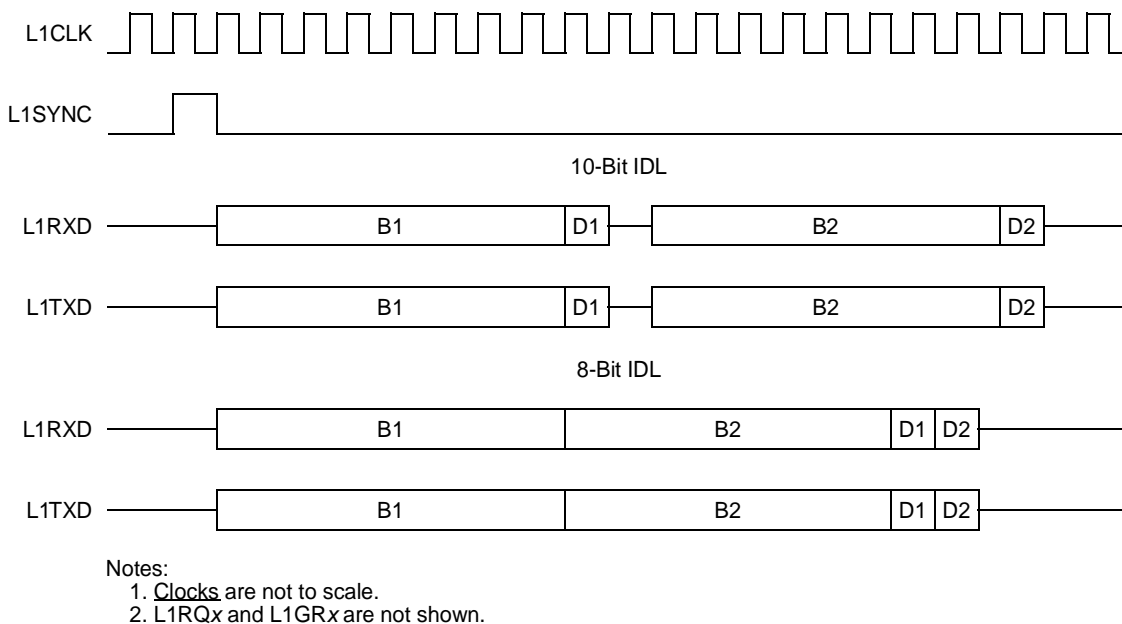 L1CLK
L1SYNC
10-Bit IDL
L1RXD B1 D1 B2 D2
L1TXD B1 D1 B2 D2
8-Bit IDL
L1RXD B1 B2 D1 D2
L1TXD B1 B2 D1 D2
Notes:
1. Clocks are not to scale.
2. L1RQx and L1GRx are not shown.